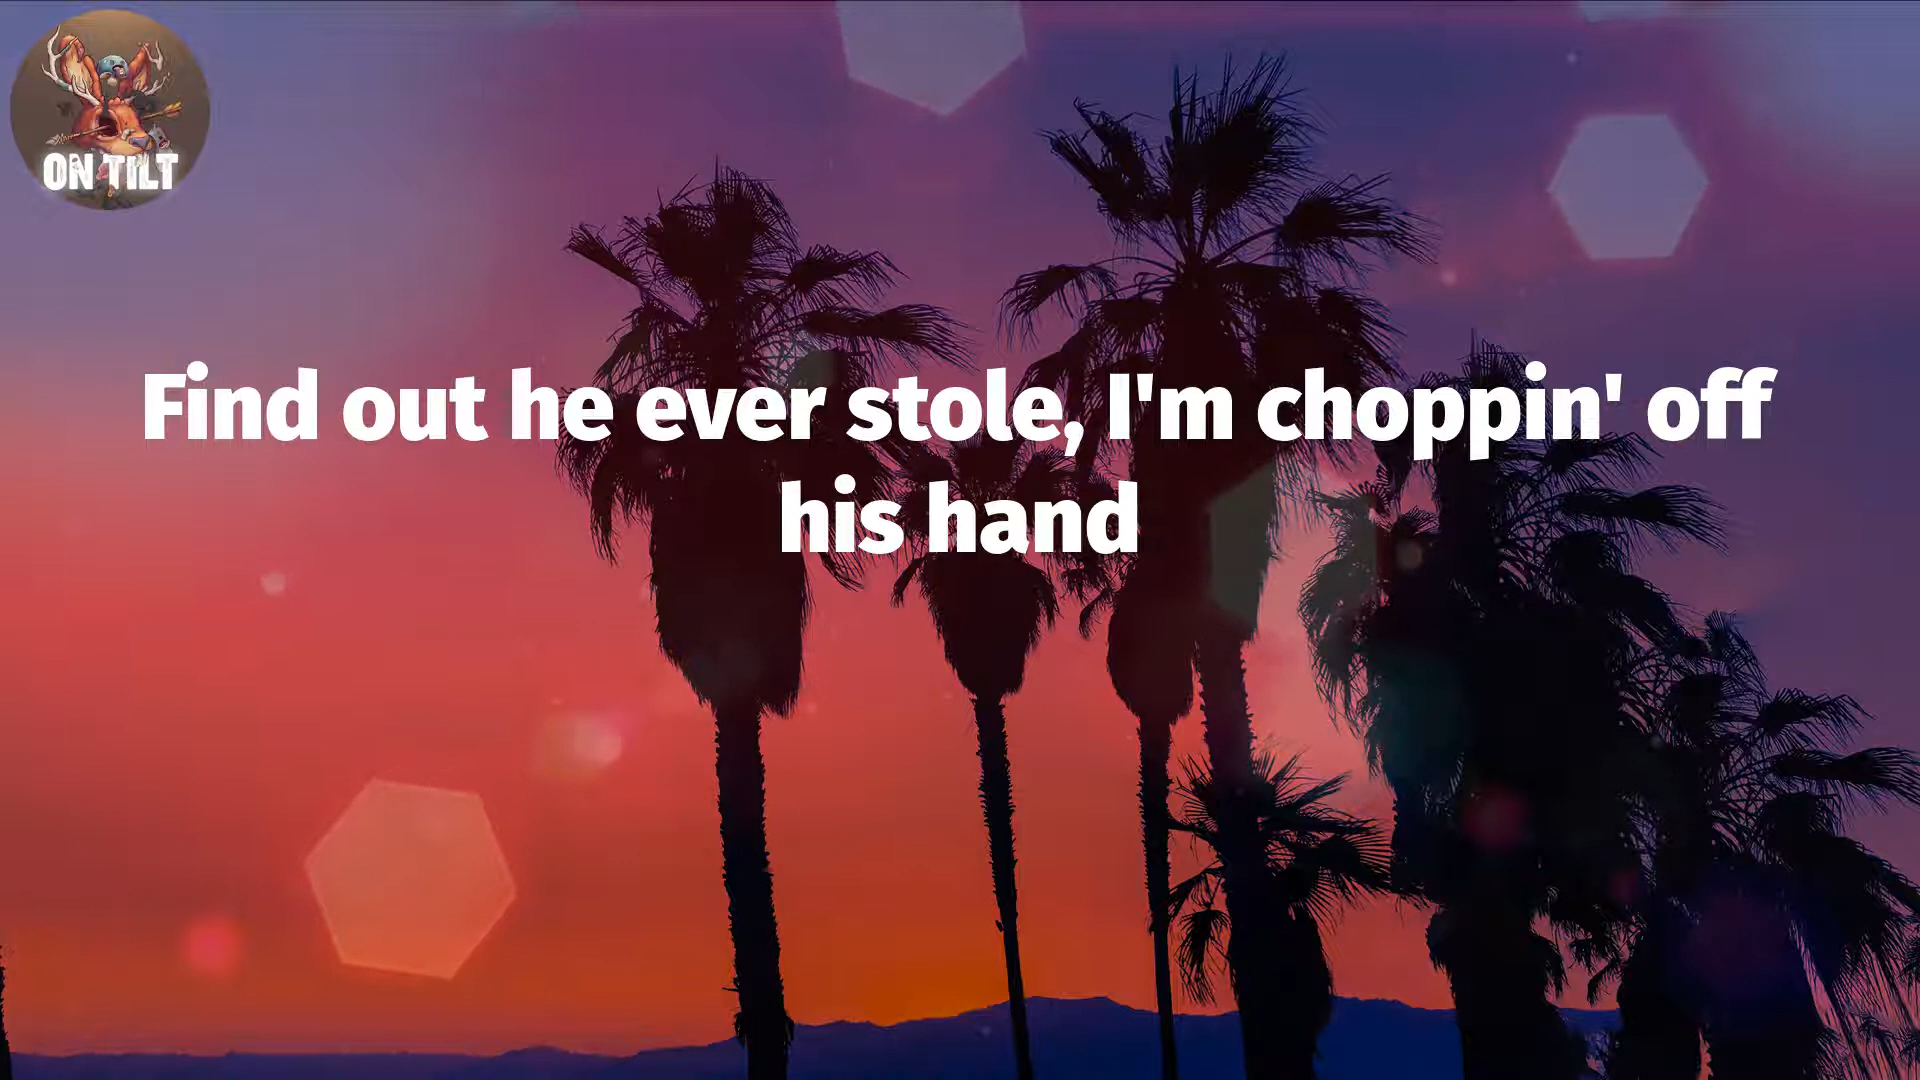 ON TILT
Find out he ever stole, I'm choppin' off
his hand